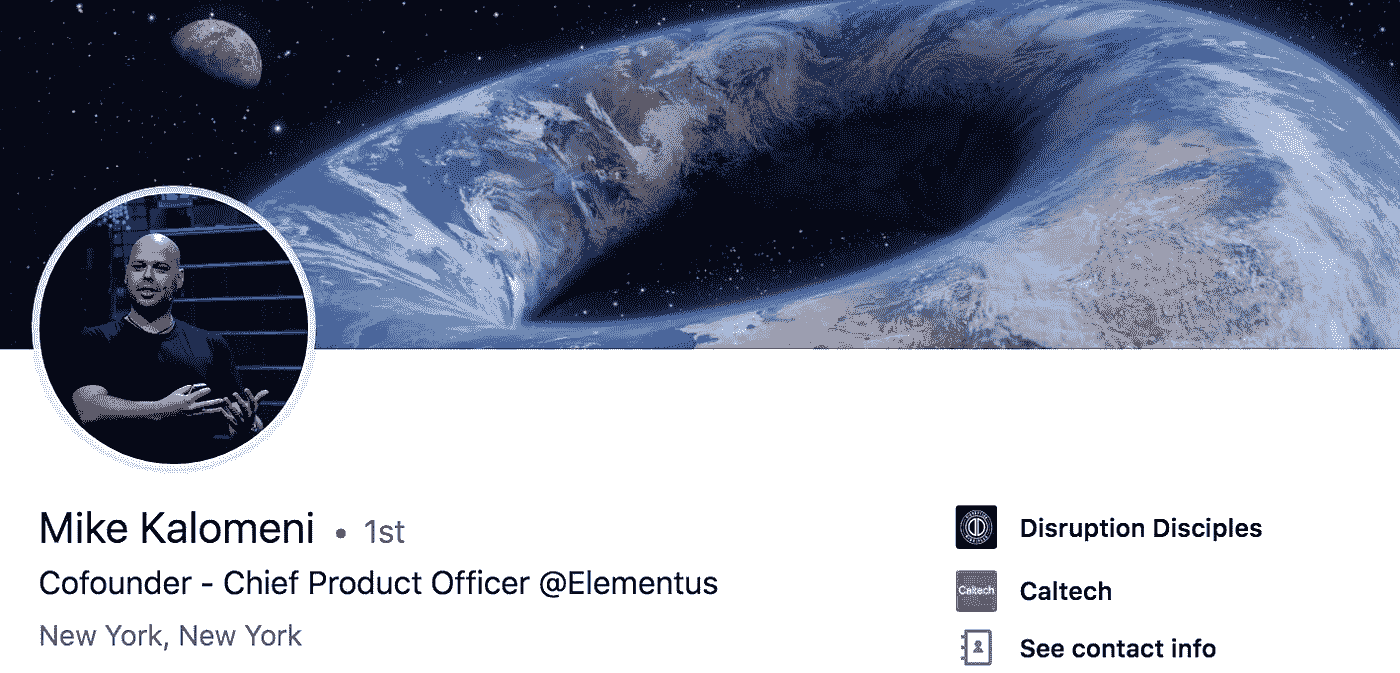 Mike Kalomeni • 1st
Cofounder - Chief Product Officer @Elementus
New York, New York
Disruption Disciples
Caltech
Caltech
See contact info